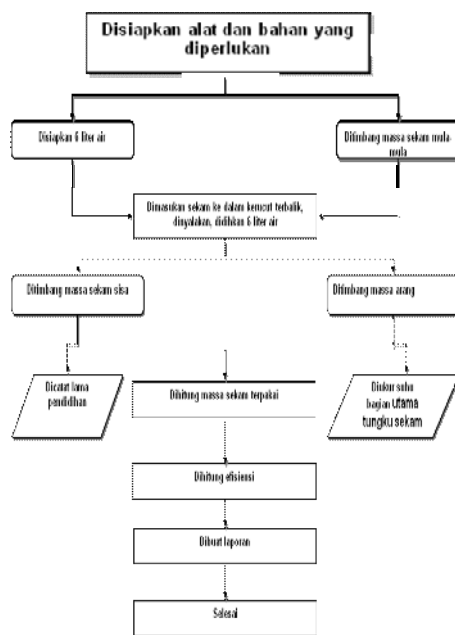 Disiapkan alat dan bahan yang
diperlukan
Disiapkan 6 liter air
Ditimbang massa sekam mula-
mula
Dimasukan sekam ke dalam kerucut terbalik,
dinyalakan, didihkan 6 liter air
Ditimbang massa sekam sisa
Ditimbang massa arang
Dicatat lama
pendidihan
Dihitung massa sekam terpakai
Diukur suhu
bagian utama
tungku sekam
Dihitung efisiensi
Dibuat laporan
Selesai